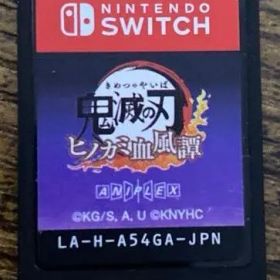 NINTENDO
SWITCH
きめつのやいば
鬼滅の刃
ヒノカミ血風譚
ANIPLEX
©KG/S, A, U ©KNYHC
LA-H-A54GA-JPN